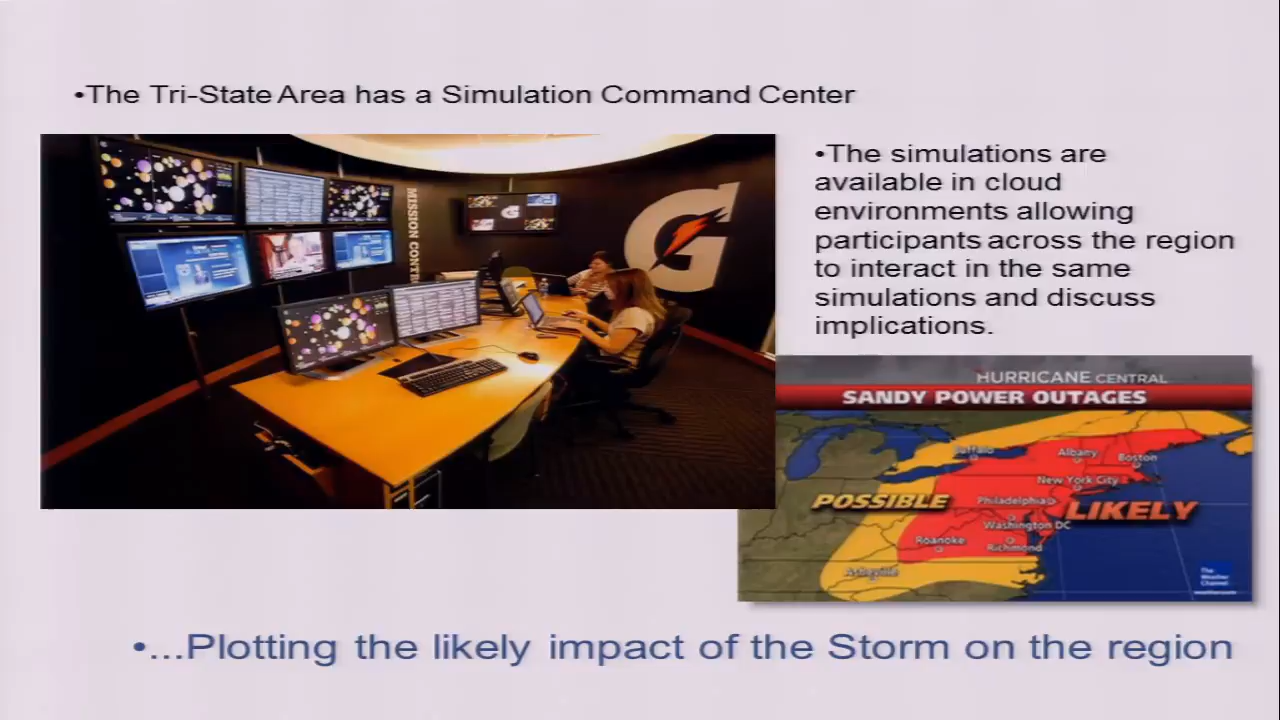 •The Tri-State Area has a Simulation Command Center
•The simulations are
available in cloud
environments allowing
participants across the region
to interact in the same
simulations and discuss
implications.
MISSION CONT
G
G
HURRICANE CENTRAL
SANDY POWER OUTAGES
Buffalo
Albany
Boston
New York City
POSSIBLE
Philadelphia
LIKELY
Washington DC
Roanoke
Richmond
Asheville
The
Weather
Channel
•...Plotting the likely impact of the Storm on the region